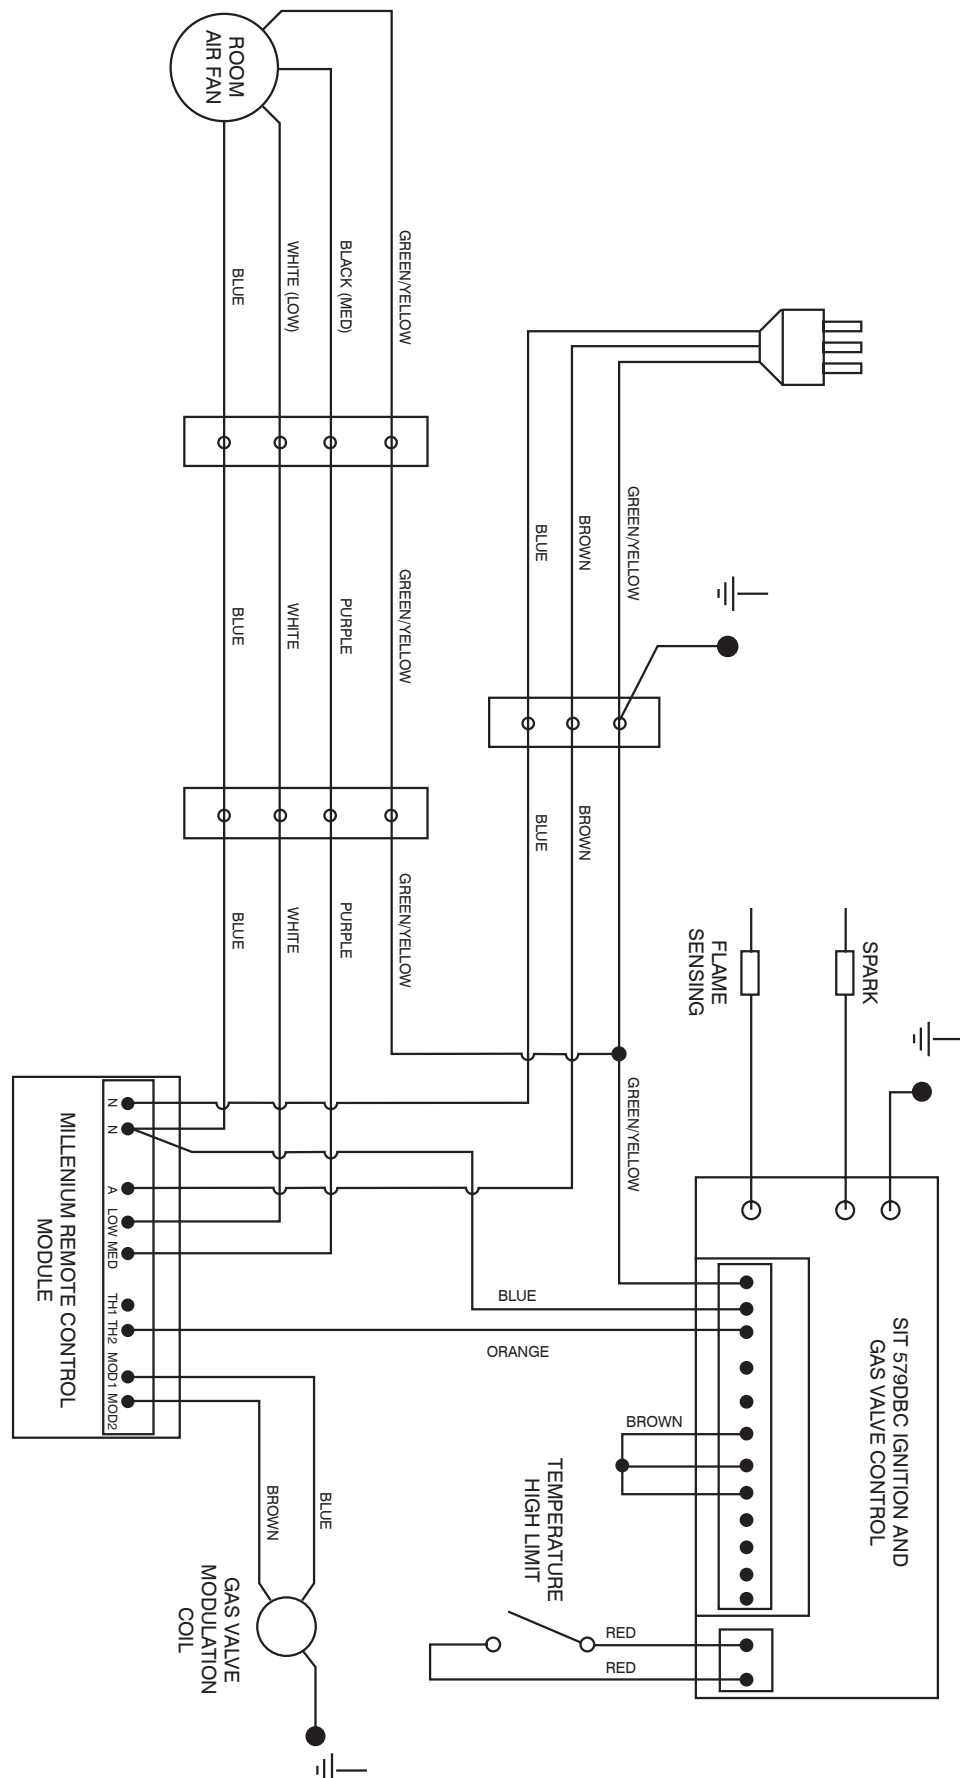 ROOM
AIR FAN
GREEN/YELLOW
BLACK (MED)
WHITE (LOW)
BLUE
GREEN/YELLOW
BROWN
BLUE
GREEN/YELLOW
PURPLE
WHITE
BLUE
BROWN
BLUE
GREEN/YELLOW
PURPLE
WHITE
BLUE
SPARK
FLAME
SENSING
GREEN/YELLOW
N
N
A
LOW
MED
TH1
TH2
MOD1
MOD2
MILLENIUM REMOTE CONTROL
MODULE
BLUE
ORANGE
BROWN
SIT 579DBC IGNITION AND
GAS VALVE CONTROL
TEMPERATURE
HIGH LIMIT
RED
RED
BLUE
BROWN
GAS VALVE
MODULATION
COIL